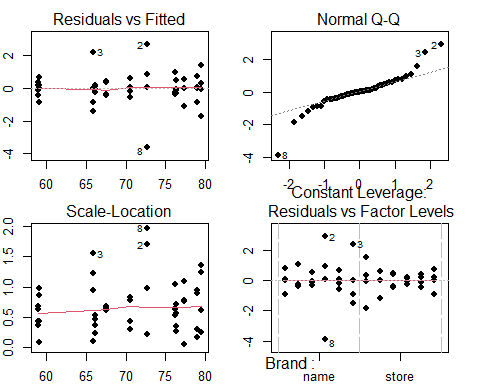 Residuals vs Fitted
Normal Q-Q
2
0
-2
-4
3
2
8
60 65 70 75 80
2
0
-2
-4
3
2
8
-2 -1 0 1 2
Scale-Location
Constant Leverage:
Residuals vs Factor Levels
2.0
1.5
1.0
0.5
0.0
3
8
2
60 65 70 75 80
2
0
-2
-4
2
3
8
Brand :
name store